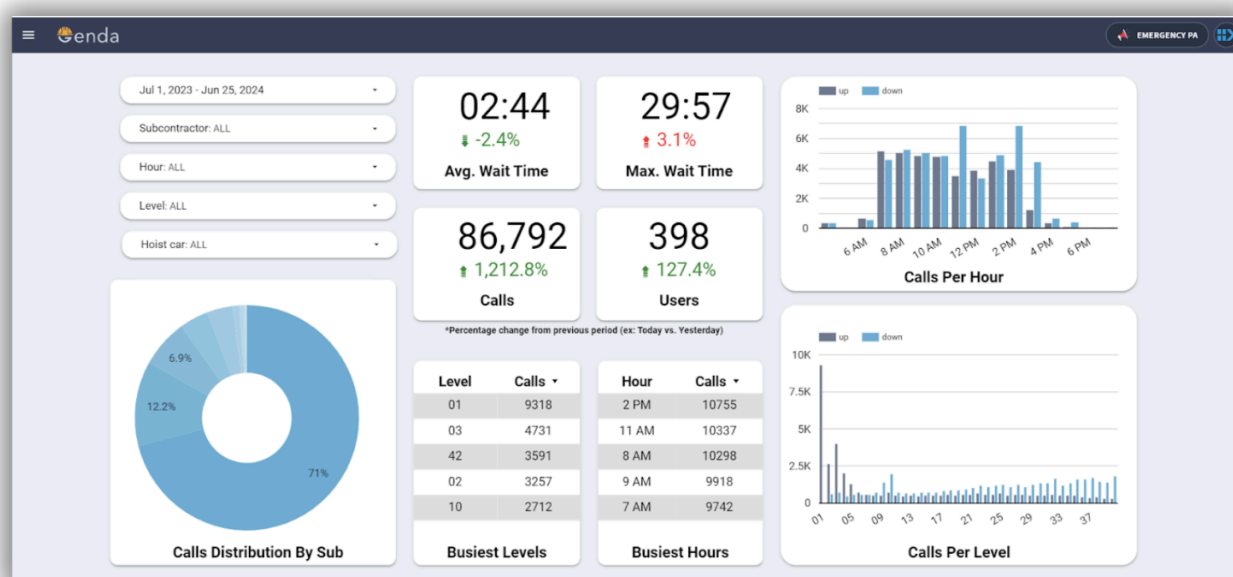 Genda
EMERGENCY PA
Jul 1, 2023 - Jun 25, 2024
Subcontractor: ALL
Hour: ALL
Level: ALL
Hoist car: ALL
6.9%
12.2%
71%
Calls Distribution By Sub
02:44
-2.4%
Avg. Wait Time
29:57
3.1%
Max. Wait Time
86,792
1,212.8%
Calls
398
127.4%
Users
*Percentage change from previous period (ex: Today vs. Yesterday)
Level Calls
01 9318
03 4731
42 3591
02 3257
10 2712
Busiest Levels
Hour Calls
2 PM 10755
11 AM 10337
8 AM 10298
9 AM 9918
7 AM 9742
Busiest Hours
up down
8K
6K
4K
2K
0
6 AM 8 AM 10 AM 12 PM 2 PM 4 PM 6 PM
Calls Per Hour
up down
10K
7.5K
5K
2.5K
0
01 05 09 13 17 21 25 29 33 37
Calls Per Level